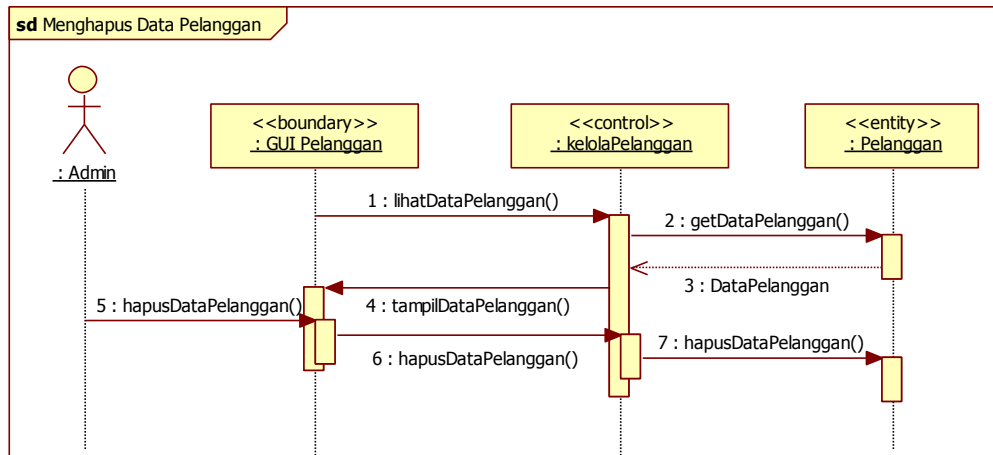 sd Menghapus Data Pelanggan
<<boundary>>
: GUI Pelanggan
<<control>>
: kelolaPelanggan
<<entity>>
: Pelanggan
: Admin
1 : lihatDataPelanggan()
2 : getDataPelanggan()
3 : DataPelanggan
4 : tampilDataPelanggan()
5 : hapusDataPelanggan()
6 : hapusDataPelanggan()
7 : hapusDataPelanggan()